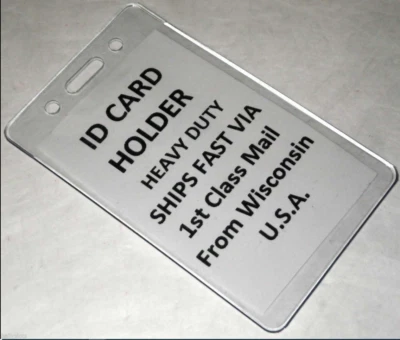 ID CARD
HOLDER
HEAVY DUTY
SHIPS FAST VIA
1st Class Mail
From Wisconsin
U.S.A.